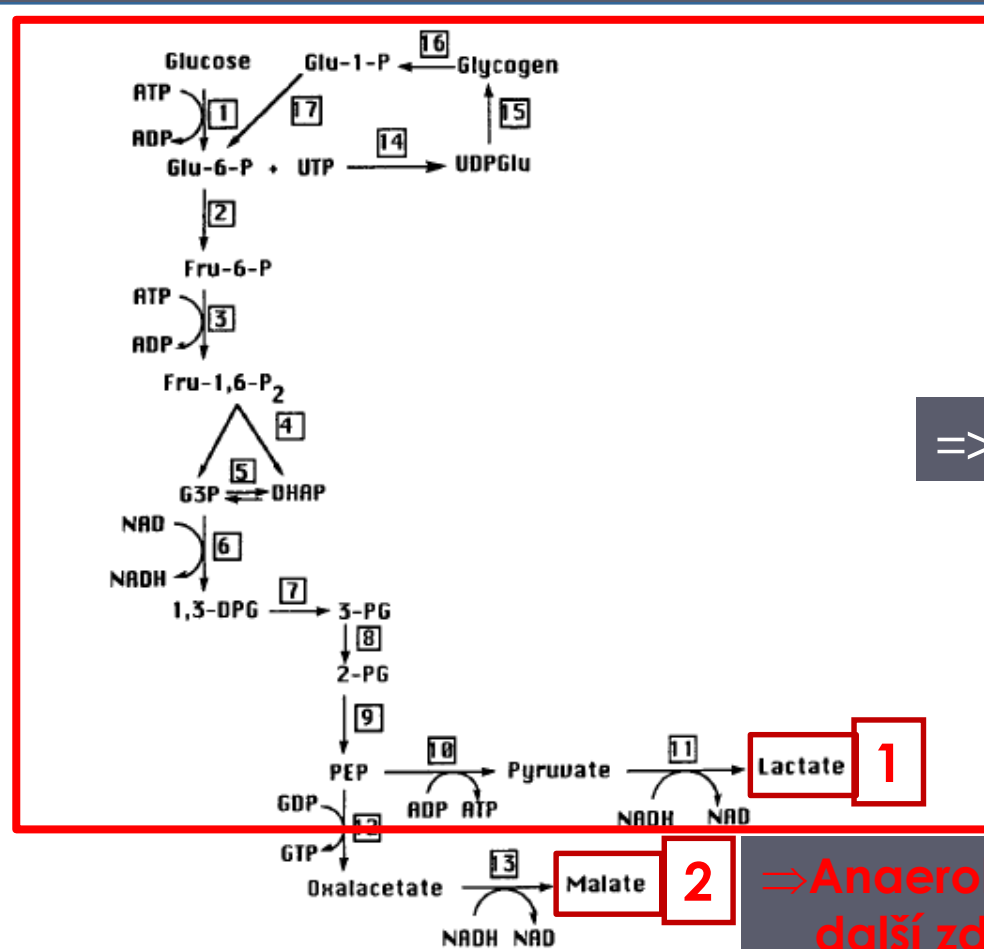 16
Glucose Glu-1-P Glycogen
ATP
1 17 15
ADP
14
Glu-6-P + UTP UDPGlu
2
Fru-6-P
ATP
3
ADP
Fru-1,6-P2
4
=>
5
G3P DHAP
NAD
6
NADH
7
1,3-DPG 3-PG
8
2-PG
9
10 11
PEP Pyruvate Lactate 1
GDP ADP ATP NADH NAD
12
GTP
13
Oxalacetate Malate 2 ⇒Anaero
další zd
NADH NAD